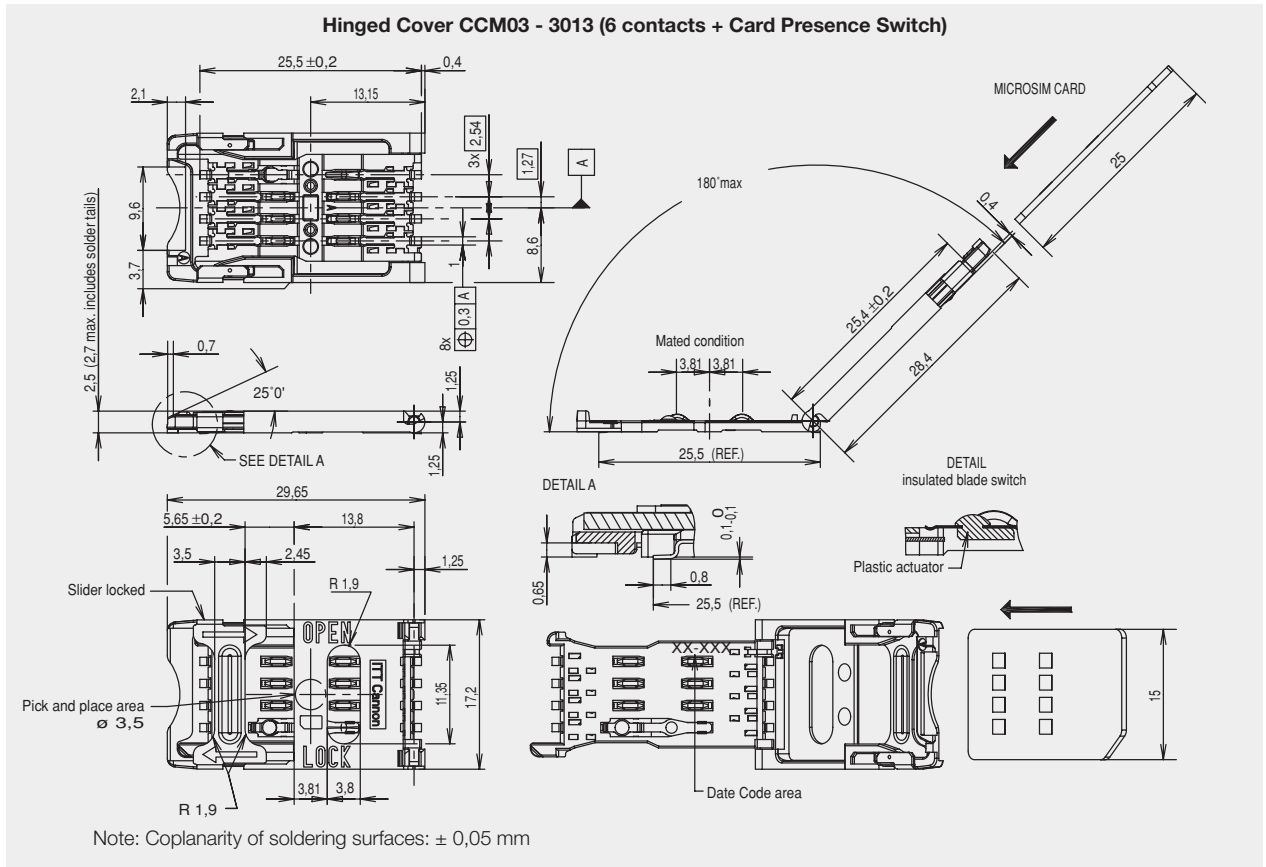 Hinged Cover CCM03 - 3013 (6 contacts + Card Presence Switch)
25,5 ±0,2
0,4
2,1
13,15
3x 2,54
1,27
A
9,6
3,7
8,6
1
8x ⌖ 0,3 A
A
MICROSIM CARD
25
180°max
0,4
25,4 ±0,2
28,4
Mated condition
3,81
3,81
25,5 (REF.)
2,5 (2,7 max. includes solder tails)
0,7
25°0'
1,25
1,25
SEE DETAIL A
29,65
5,65 ±0,2
13,8
3,5
2,45
1,25
R 1,9
Slider locked
OPEN
ITT Cannon
LOCK
11,35
17,2
Pick and place area
ø 3,5
R 1,9
3,81
3,8
DETAIL A
0
0,1-0,1
0,65
0,8
25,5 (REF.)
DETAIL
insulated blade switch
Plastic actuator
XX-XXX
Date Code area
15
Note: Coplanarity of soldering surfaces: ± 0,05 mm